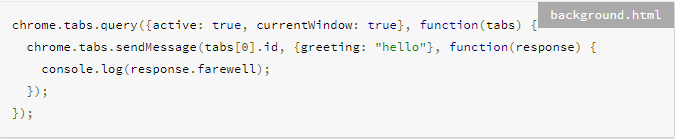 background.html
chrome.tabs.query({active: true, currentWindow: true}, function(tabs) {
  chrome.tabs.sendMessage(tabs[0].id, {greeting: "hello"}, function(response) {
    console.log(response.farewell);
  });
});